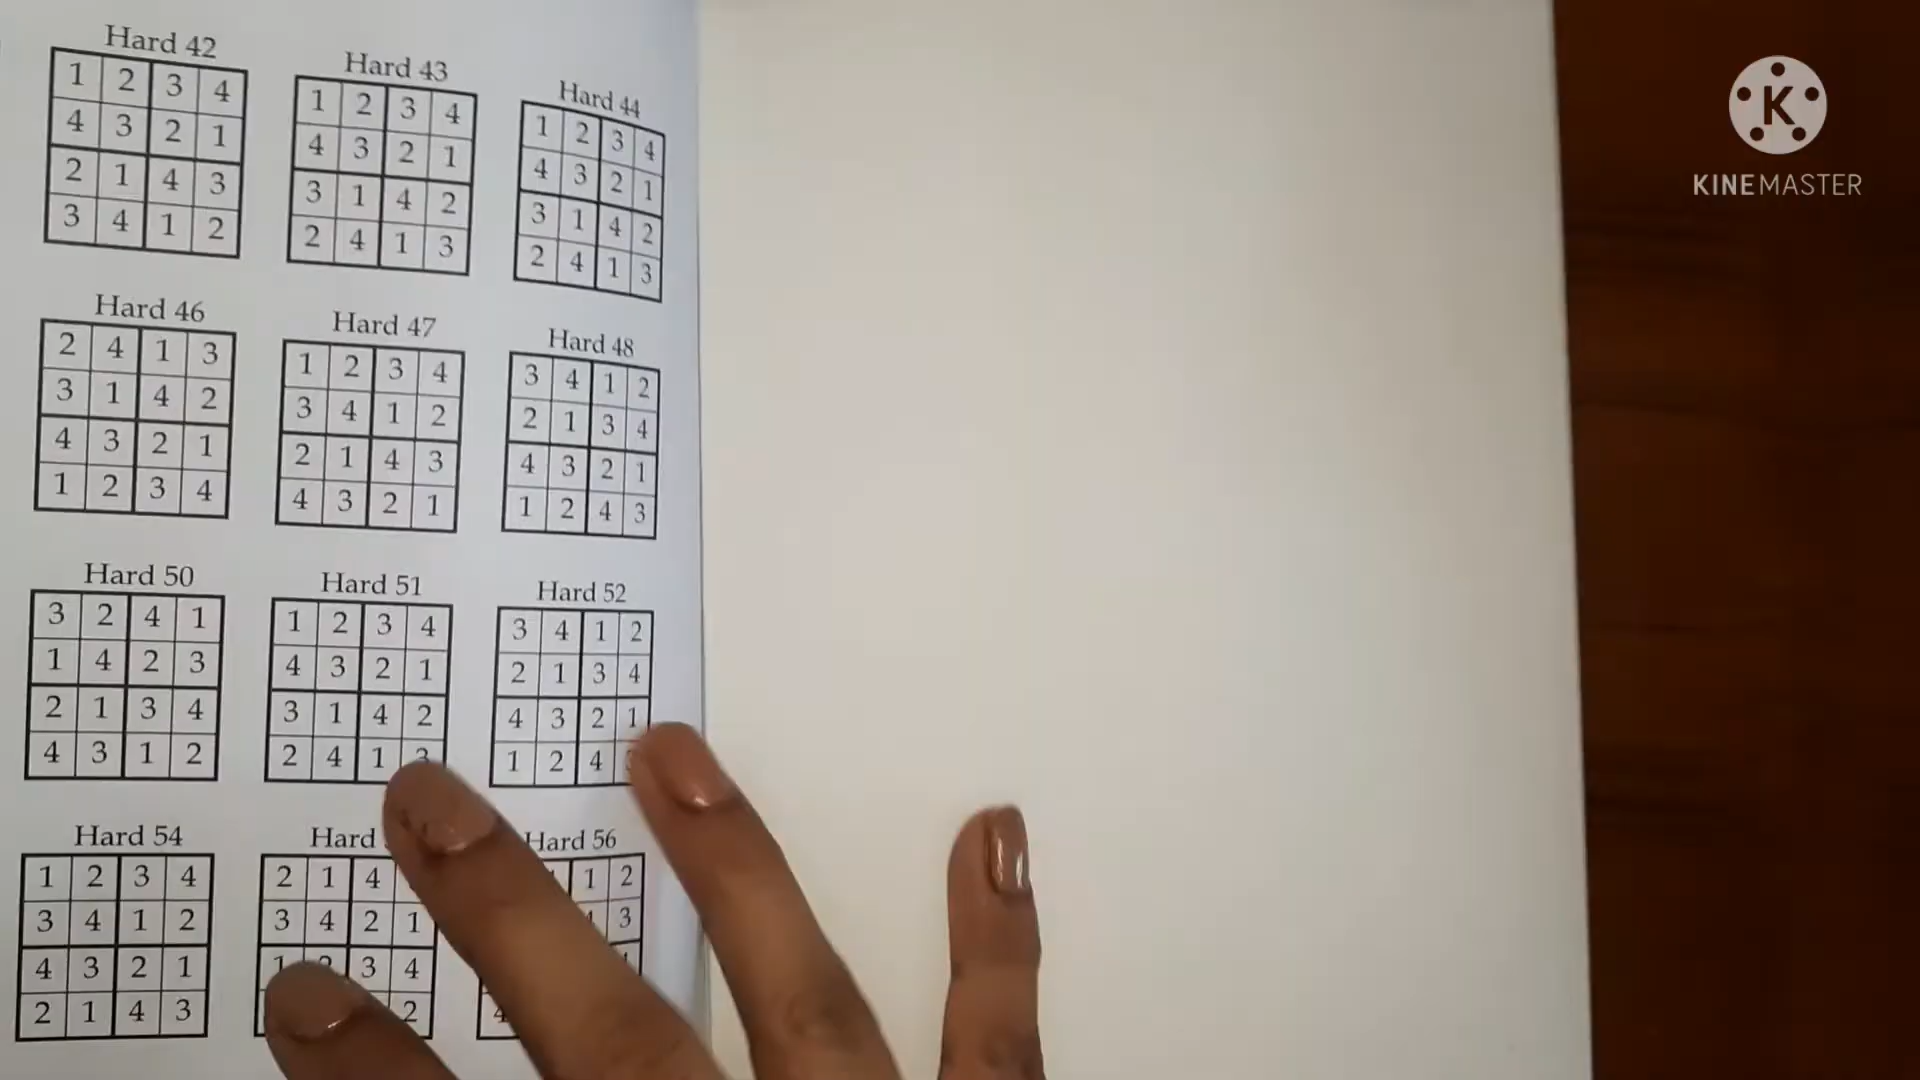 Hard 42
1 2 3 4
4 3 2 1
2 1 4 3
3 4 1 2
Hard 43
1 2 3 4
4 3 2 1
3 1 4 2
2 4 1 3
Hard 44
1 2 3 4
4 3 2 1
3 1 4 2
2 4 1 3
Hard 46
2 4 1 3
3 1 4 2
4 3 2 1
1 2 3 4
Hard 47
1 2 3 4
3 4 1 2
2 1 4 3
4 3 2 1
Hard 48
3 4 1 2
2 1 3 4
4 3 2 1
1 2 4 3
Hard 50
3 2 4 1
1 4 2 3
2 1 3 4
4 3 1 2
Hard 51
1 2 3 4
4 3 2 1
3 1 4 2
2 4 1 3
Hard 52
3 4 1 2
2 1 3 4
4 3 2 1
1 2 4
Hard 54
1 2 3 4
3 4 1 2
4 3 2 1
2 1 4 3
Hard
2 1 4
3 4 2 1
1 2 3 4
2
Hard 56
1 2
3
4
K
KINEMASTER